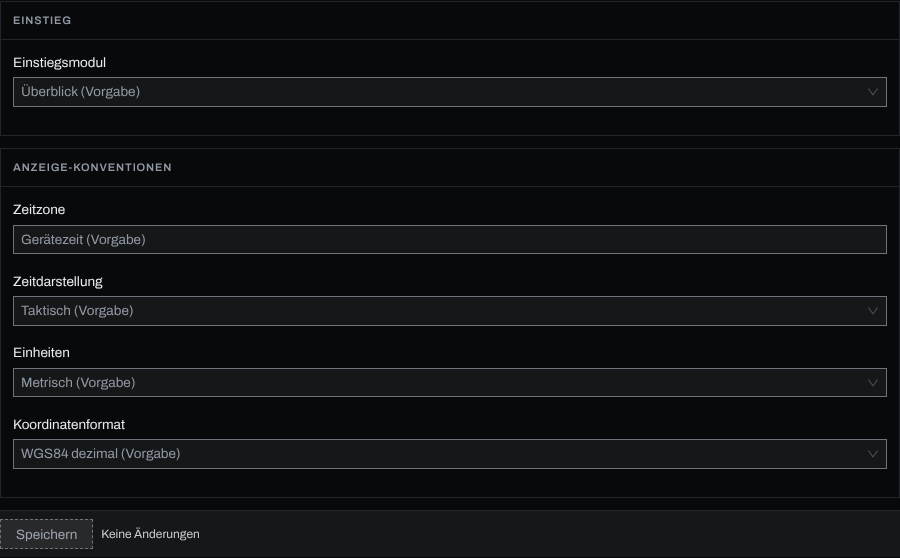 EINSTIEG
Einstiegsmodul
Überblick (Vorgabe)
ANZEIGE-KONVENTIONEN
Zeitzone
Gerätezeit (Vorgabe)
Zeitdarstellung
Taktisch (Vorgabe)
Einheiten
Metrisch (Vorgabe)
Koordinatenformat
WGS84 dezimal (Vorgabe)
Speichern Keine Änderungen